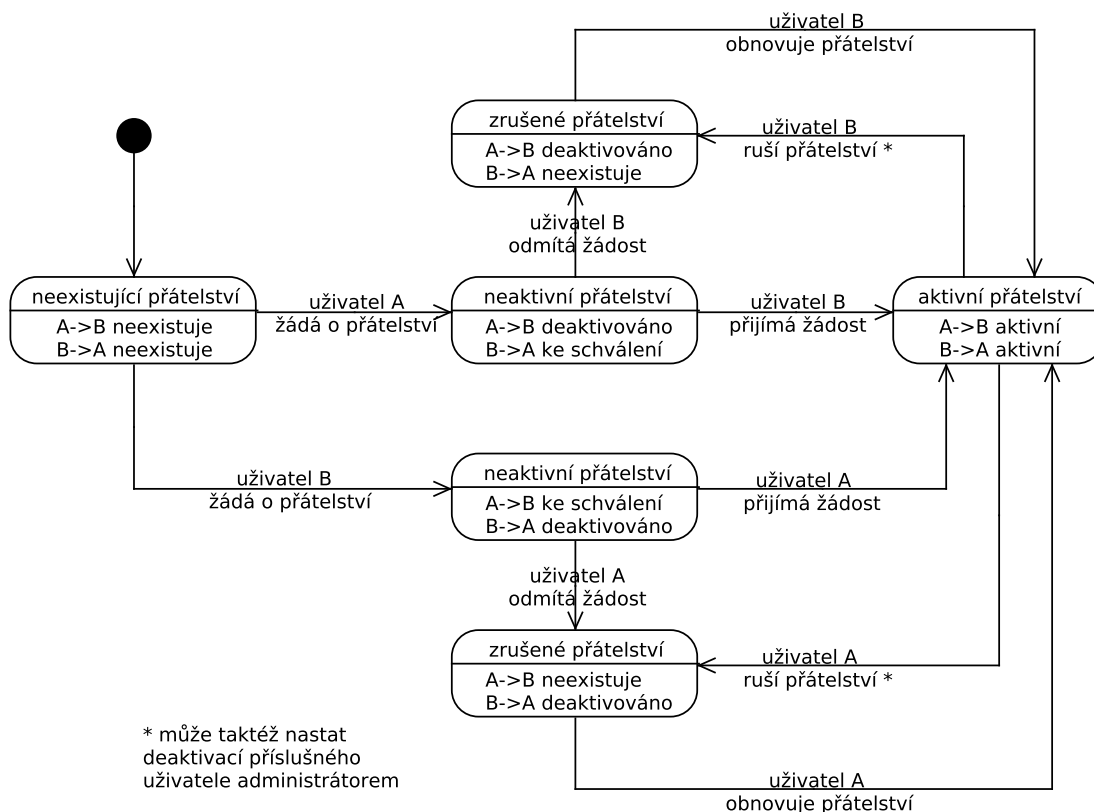 uživatel B
obnovuje přátelství
zrušené přátelství
A->B deaktivováno
B->A neexistuje
uživatel B
ruší přátelství *
uživatel B
odmítá žádost
neexistující přátelství
A->B neexistuje
B->A neexistuje
uživatel A
žádá o přátelství
neaktivní přátelství
A->B deaktivováno
B->A ke schválení
uživatel B
přijímá žádost
aktivní přátelství
A->B aktivní
B->A aktivní
uživatel B
žádá o přátelství
neaktivní přátelství
A->B ke schválení
B->A deaktivováno
uživatel A
přijímá žádost
uživatel A
odmítá žádost
zrušené přátelství
A->B neexistuje
B->A deaktivováno
uživatel A
ruší přátelství *
* může taktéž nastat
deaktivací příslušného
uživatele administrátorem
uživatel A
obnovuje přátelství